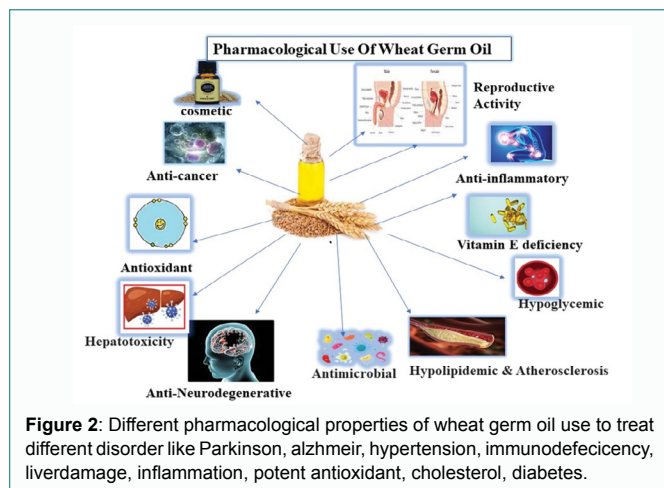 Pharmacological Use Of Wheat Germ Oil
cosmetic
Reproductive
Activity
Anti-cancer
Anti-inflammatory
Antioxidant
Vitamin E deficiency
Hypoglycemic
Hepatotoxicity
Anti-Neurodegenerative
Antimicrobial
Hypolipidemic & Atherosclerosis
Figure 2: Different pharmacological properties of wheat germ oil use to treat
different disorder like Parkinson, alzhmeir, hypertension, immunodefecicency,
liverdamage, inflammation, potent antioxidant, cholesterol, diabetes.